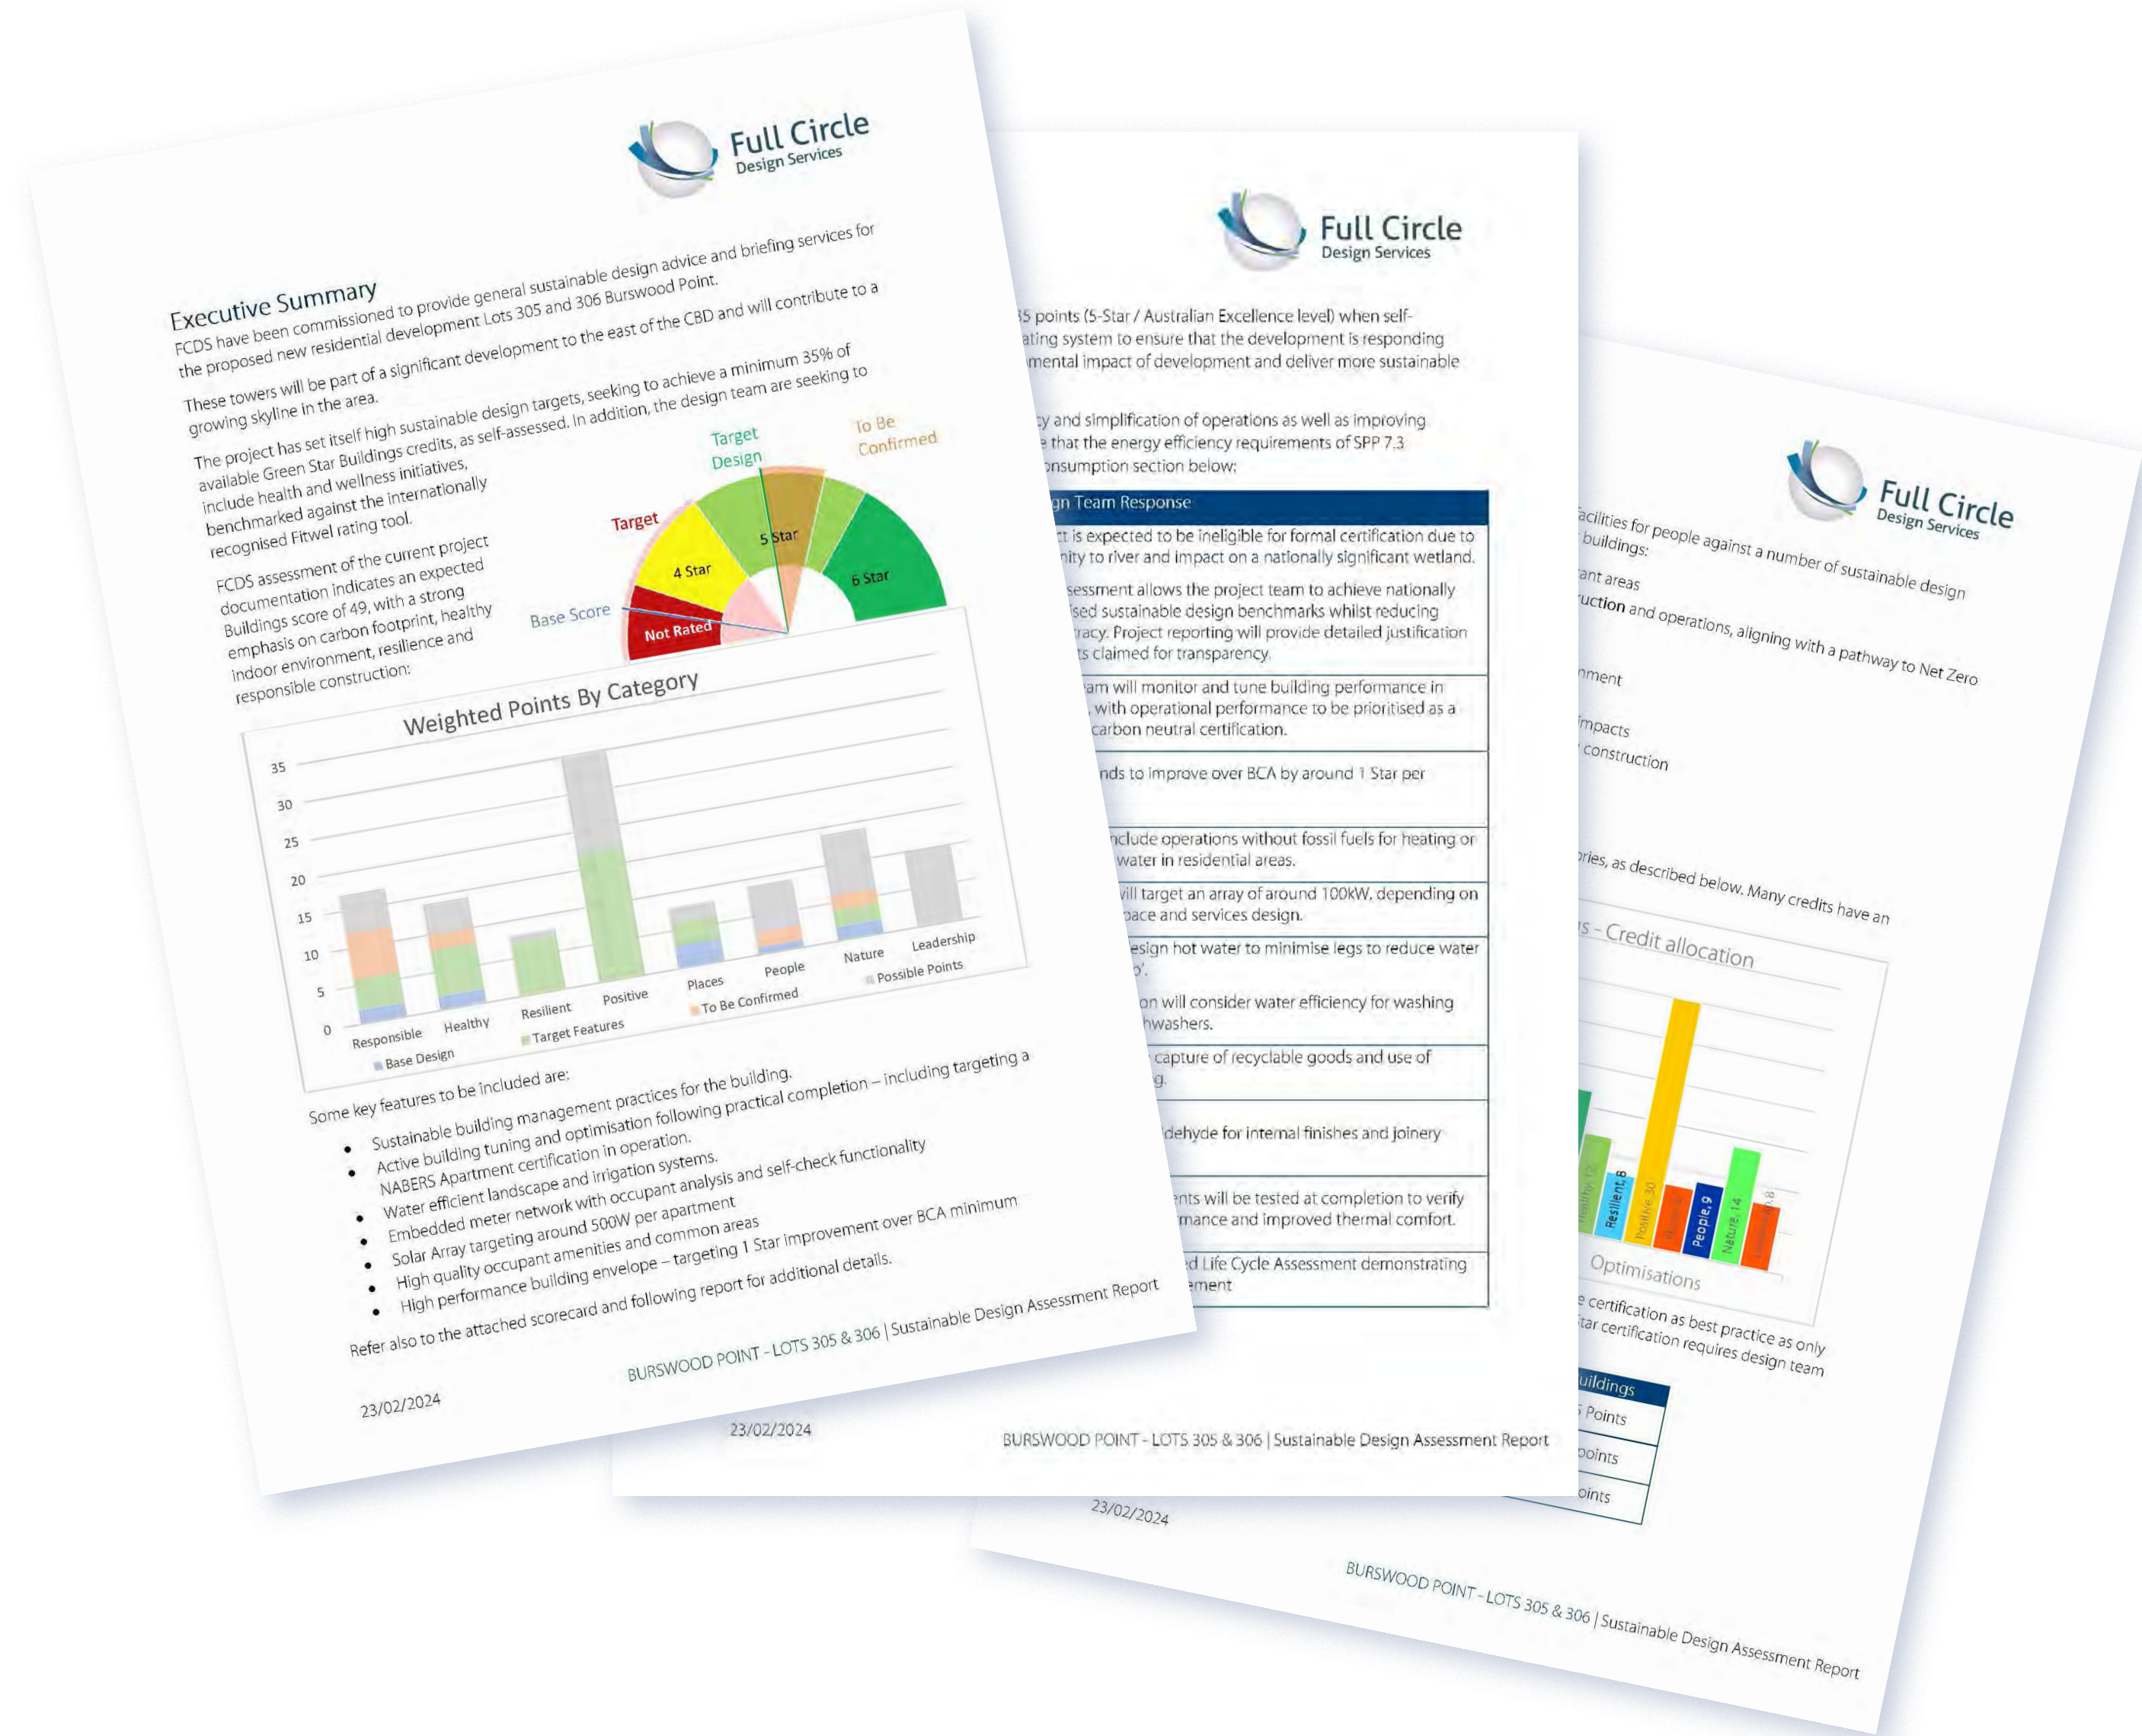 Full Circle
Design Services
Executive Summary
FCDS have been commissioned to provide general sustainable design advice and briefing services for
the proposed new residential development Lots 305 and 306 Burswood Point.
These towers will be part of a significant development to the east of the CBD and will contribute to a
growing skyline in the area.
The project has set itself high sustainable design targets, seeking to achieve a minimum 35% of
available Green Star Buildings credits, as self-assessed. In addition, the design team are seeking to
include health and wellness initiatives,
benchmarked against the internationally
recognised Fitwel rating tool.
FCDS assessment of the current project
documentation indicates an expected
Buildings score of 49, with a strong
emphasis on carbon footprint, healthy
indoor environment, resilience and
responsible construction:
Target
Design
To Be
Confirmed
Target
5 Star
4 Star
6 Star
Base Score
Not Rated
Weighted Points By Category
35
30
25
20
15
10
5
0
Responsible
Healthy
Resilient
Positive
Places
People
Nature
Leadership
Base Design
Target Features
To Be Confirmed
Possible Points
Some key features to be included are:
• Sustainable building management practices for the building.
• Active building tuning and optimisation following practical completion – including targeting a
NABERS Apartment certification in operation.
• Water efficient landscape and irrigation systems.
• Embedded meter network with occupant analysis and self-check functionality
• Solar Array targeting around 500W per apartment
• High quality occupant amenities and common areas
• High performance building envelope – targeting 1 Star improvement over BCA minimum
Refer also to the attached scorecard and following report for additional details.
BURSWOOD POINT - LOTS 305 & 306 | Sustainable Design Assessment Report
23/02/2024
Full Circle
Design Services
35 points (5-Star / Australian Excellence level) when self-
ating system to ensure that the development is responding
mental impact of development and deliver more sustainable
cy and simplification of operations as well as improving
e that the energy efficiency requirements of SPP 7.3
onsumption section below:
gn Team Response
ct is expected to be ineligible for formal certification due to
nity to river and impact on a nationally significant wetland.
sessment allows the project team to achieve nationally
ised sustainable design benchmarks whilst reducing
racy. Project reporting will provide detailed justification
ts claimed for transparency.
am will monitor and tune building performance in
, with operational performance to be prioritised as a
carbon neutral certification.
nds to improve over BCA by around 1 Star per
nclude operations without fossil fuels for heating or
water in residential areas.
vill target an array of around 100kW, depending on
pace and services design.
esign hot water to minimise legs to reduce water
o'.
on will consider water efficiency for washing
hwashers.
capture of recyclable goods and use of
g.
dehyde for internal finishes and joinery
ents will be tested at completion to verify
rmance and improved thermal comfort.
d Life Cycle Assessment demonstrating
ement
23/02/2024
BURSWOOD POINT - LOTS 305 & 306 | Sustainable Design Assessment Report
Full Circle
Design Services
facilities for people against a number of sustainable design
buildings:
ant areas
ruction and operations, aligning with a pathway to Net Zero
nment
impacts
construction
ories, as described below. Many credits have an
s - Credit allocation
Resilient, 8
Positive, 30
People, 9
Nature, 14
Optimisations
e certification as best practice as only
tar certification requires design team
uildings
5 Points
points
oints
23/02/2024
BURSWOOD POINT - LOTS 305 & 306 | Sustainable Design Assessment Report